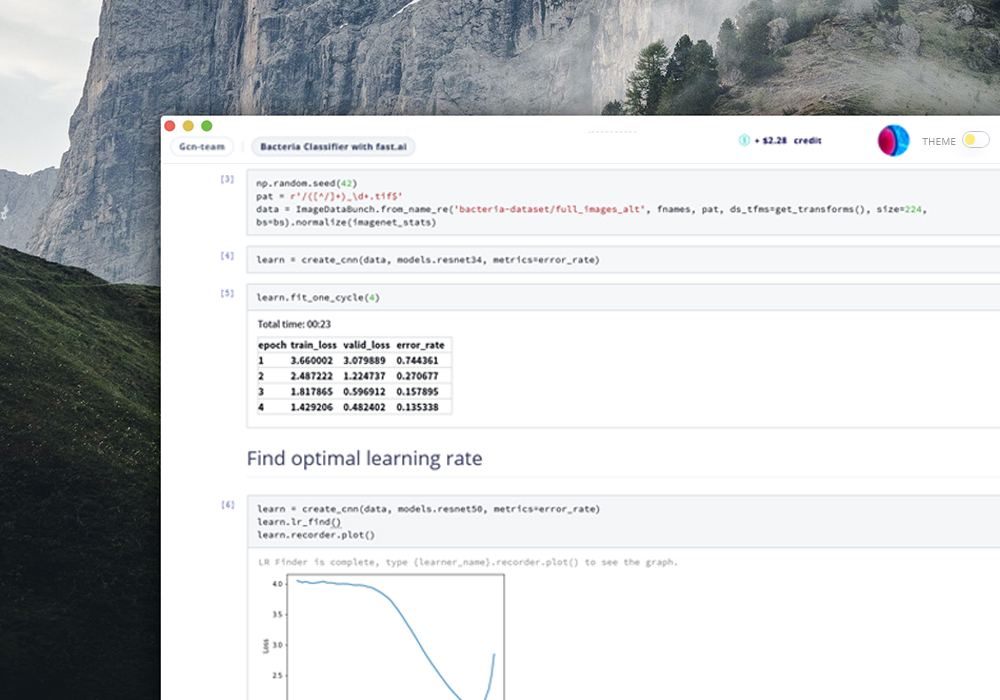 Gcn-team
Bacteria Classifier with fast.ai
+ $2.28 credit
THEME
[3]
np.random.seed(42)
pat = r'/([^/]+)_\d+.tif$'
data = ImageDataBunch.from_name_re('bacteria-dataset/full_images_alt', fnames, pat, ds_tfms=get_transforms(), size=224,
bs=bs).normalize(imagenet_stats)
[4]
learn = create_cnn(data, models.resnet34, metrics=error_rate)
[5]
learn.fit_one_cycle(4)
Total time: 00:23
epoch train_loss valid_loss error_rate
1 3.660002 3.079889 0.744361
2 2.487222 1.224737 0.270677
3 1.817865 0.596912 0.157895
4 1.429206 0.482402 0.135338
Find optimal learning rate
[6]
learn = create_cnn(data, models.resnet50, metrics=error_rate)
learn.lr_find()
learn.recorder.plot()
LR Finder is complete, type {learner_name}.recorder.plot() to see the graph.
4.0
3.5
3.0
2.5
Loss